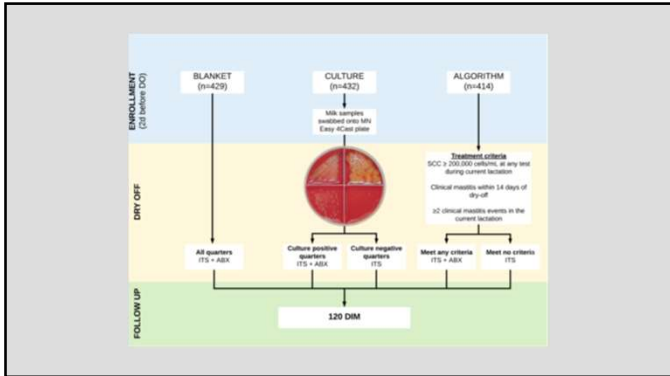 ENROLLMENT
(2d before DO)
BLANKET
(n=429)
CULTURE
(n=432)
ALGORITHM
(n=414)
Milk samples
swabbed onto MN
Easy 4Cast plate
DRY OFF
Treatment criteria
SCC ≥ 200,000 cells/mL at any test
during current lactation
Clinical mastitis within 14 days of
dry-off
≥2 clinical mastitis events in the
current lactation
All quarters
ITS + ABX
Culture positive
quarters
ITS + ABX
Culture negative
quarters
ITS
Meet any criteria
ITS + ABX
Meet no criteria
ITS
FOLLOW UP
120 DIM